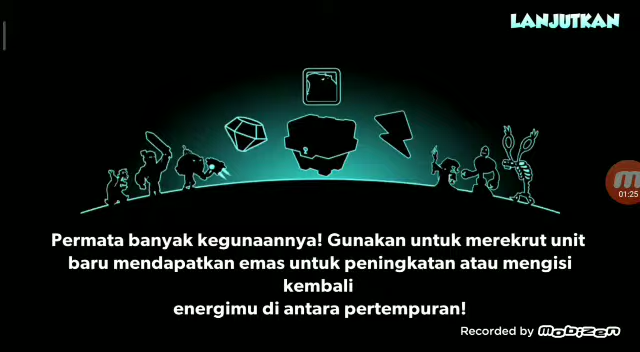 LANJUTKAN
01:25
Permata banyak kegunaannya! Gunakan untuk merekrut unit
baru mendapatkan emas untuk peningkatan atau mengisi
kembali
energimu di antara pertempuran!
Recorded by mobizen